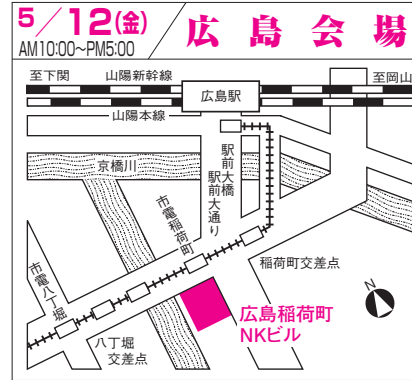 5/12(金)
AM10:00~PM5:00
広島会場
至下関
山陽新幹線
広島駅
至岡山
山陽本線
京橋川
駅前大橋
駅前大通り
市電稲荷町
市電八丁堀
稲荷町交差点
N
八丁堀
交差点
広島稲荷町
NKビル